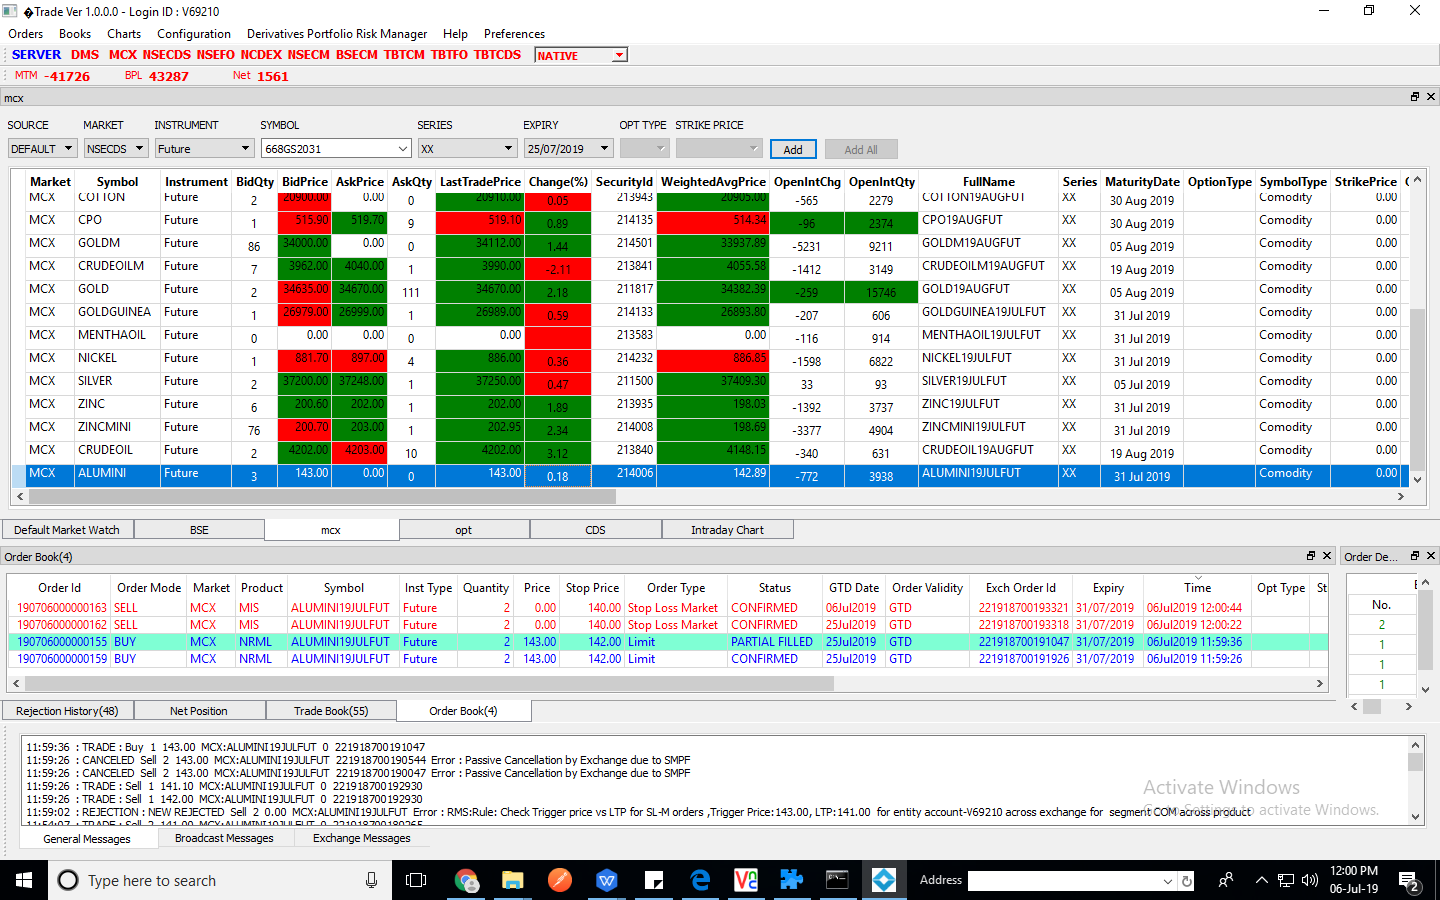 �Trade Ver 1.0.0.0 - Login ID : V69210
Orders Books Charts Configuration Derivatives Portfolio Risk Manager Help Preferences
SERVER DMS MCX NSECDS NSEFO NCDEX NSECM BSECM TBTCM TBTFO TBTCDS NATIVE
MTM -41726 BPL 43287 Net 1561
mcx
SOURCE MARKET INSTRUMENT SYMBOL SERIES EXPIRY OPT TYPE STRIKE PRICE
DEFAULT NSECDS Future 668GS2031 XX 25/07/2019 Add Add All
Market Symbol Instrument BidQty BidPrice AskPrice AskQty LastTradePrice Change(%) SecurityId WeightedAvgPrice OpenIntChg OpenIntQty FullName Series MaturityDate OptionType SymbolType StrikePrice
MCX COTTON Future 2 20900.00 0.00 0 20910.00 0.05 213943 20905.00 -565 2279 COTTON19AUGFUT XX 30 Aug 2019 Comodity 0.00
MCX CPO Future 1 515.90 519.70 9 519.10 0.89 214135 514.34 -96 2374 CPO19AUGFUT XX 30 Aug 2019 Comodity 0.00
MCX GOLDM Future 86 34000.00 0.00 0 34112.00 1.44 214501 33937.89 -5231 9211 GOLDM19AUGFUT XX 05 Aug 2019 Comodity 0.00
MCX CRUDEOILM Future 7 3962.00 4040.00 1 3990.00 -2.11 213841 4055.58 -1412 3149 CRUDEOILM19AUGFUT XX 19 Aug 2019 Comodity 0.00
MCX GOLD Future 2 34635.00 34670.00 111 34670.00 2.18 211817 34382.39 -259 15746 GOLD19AUGFUT XX 05 Aug 2019 Comodity 0.00
MCX GOLDGUINEA Future 1 26979.00 26999.00 1 26989.00 0.59 214133 26893.80 -207 606 GOLDGUINEA19JULFUT XX 31 Jul 2019 Comodity 0.00
MCX MENTHAOIL Future 0 0.00 0.00 0 0.00 213583 0.00 -116 914 MENTHAOIL19JULFUT XX 31 Jul 2019 Comodity 0.00
MCX NICKEL Future 1 881.70 897.00 4 886.00 0.36 214232 886.85 -1598 6822 NICKEL19JULFUT XX 31 Jul 2019 Comodity 0.00
MCX SILVER Future 2 37200.00 37248.00 1 37250.00 0.47 211500 37409.30 33 93 SILVER19JULFUT XX 05 Jul 2019 Comodity 0.00
MCX ZINC Future 6 200.60 202.00 1 202.00 1.89 213935 198.03 -1392 3737 ZINC19JULFUT XX 31 Jul 2019 Comodity 0.00
MCX ZINCMINI Future 76 200.70 203.00 1 202.95 2.34 214008 198.69 -3377 4904 ZINCMINI19JULFUT XX 31 Jul 2019 Comodity 0.00
MCX CRUDEOIL Future 2 4202.00 4203.00 10 4202.00 3.12 213840 4148.15 -340 631 CRUDEOIL19AUGFUT XX 19 Aug 2019 Comodity 0.00
MCX ALUMINI Future 3 143.00 0.00 0 143.00 0.18 214006 142.89 -772 3938 ALUMINI19JULFUT XX 31 Jul 2019 Comodity 0.00
Default Market Watch BSE mcx opt CDS Intraday Chart
Order Book(4) Order De...
Order Id Order Mode Market Product Symbol Inst Type Quantity Price Stop Price Order Type Status GTD Date Order Validity Exch Order Id Expiry Time Opt Type St
190706000000163 SELL MCX MIS ALUMINI19JULFUT Future 2 0.00 140.00 Stop Loss Market CONFIRMED 06Jul2019 GTD 221918700193321 31/07/2019 06Jul2019 12:00:44
190706000000162 SELL MCX MIS ALUMINI19JULFUT Future 2 0.00 140.00 Stop Loss Market CONFIRMED 25Jul2019 GTD 221918700193318 31/07/2019 06Jul2019 12:00:22
190706000000155 BUY MCX NRML ALUMINI19JULFUT Future 2 143.00 142.00 Limit PARTIAL FILLED 25Jul2019 GTD 221918700191047 31/07/2019 06Jul2019 11:59:36
190706000000159 BUY MCX NRML ALUMINI19JULFUT Future 2 143.00 142.00 Limit CONFIRMED 25Jul2019 GTD 221918700191926 31/07/2019 06Jul2019 11:59:26
No.
2
1
1
1
Rejection History(48) Net Position Trade Book(55) Order Book(4)
11:59:36 : TRADE : Buy 1 143.00 MCX:ALUMINI19JULFUT 0 221918700191047
11:59:26 : CANCELED Sell 2 143.00 MCX:ALUMINI19JULFUT 221918700190544 Error : Passive Cancellation by Exchange due to SMPF
11:59:26 : CANCELED Sell 2 143.00 MCX:ALUMINI19JULFUT 221918700190047 Error : Passive Cancellation by Exchange due to SMPF
11:59:26 : TRADE : Sell 1 141.10 MCX:ALUMINI19JULFUT 0 221918700192930
11:59:26 : TRADE : Sell 1 142.00 MCX:ALUMINI19JULFUT 0 221918700192930
11:59:02 : REJECTION : NEW REJECTED Sell 2 0.00 MCX:ALUMINI19JULFUT Error : RMS:Rule: Check Trigger price vs LTP for SL-M orders ,Trigger Price:143.00, LTP:141.00 for entity account-V69210 across exchange for segment COM across product
Activate Windows
Go to Settings to activate Windows.
General Messages Broadcast Messages Exchange Messages
Type here to search Address 12:00 PM
06-Jul-19
2